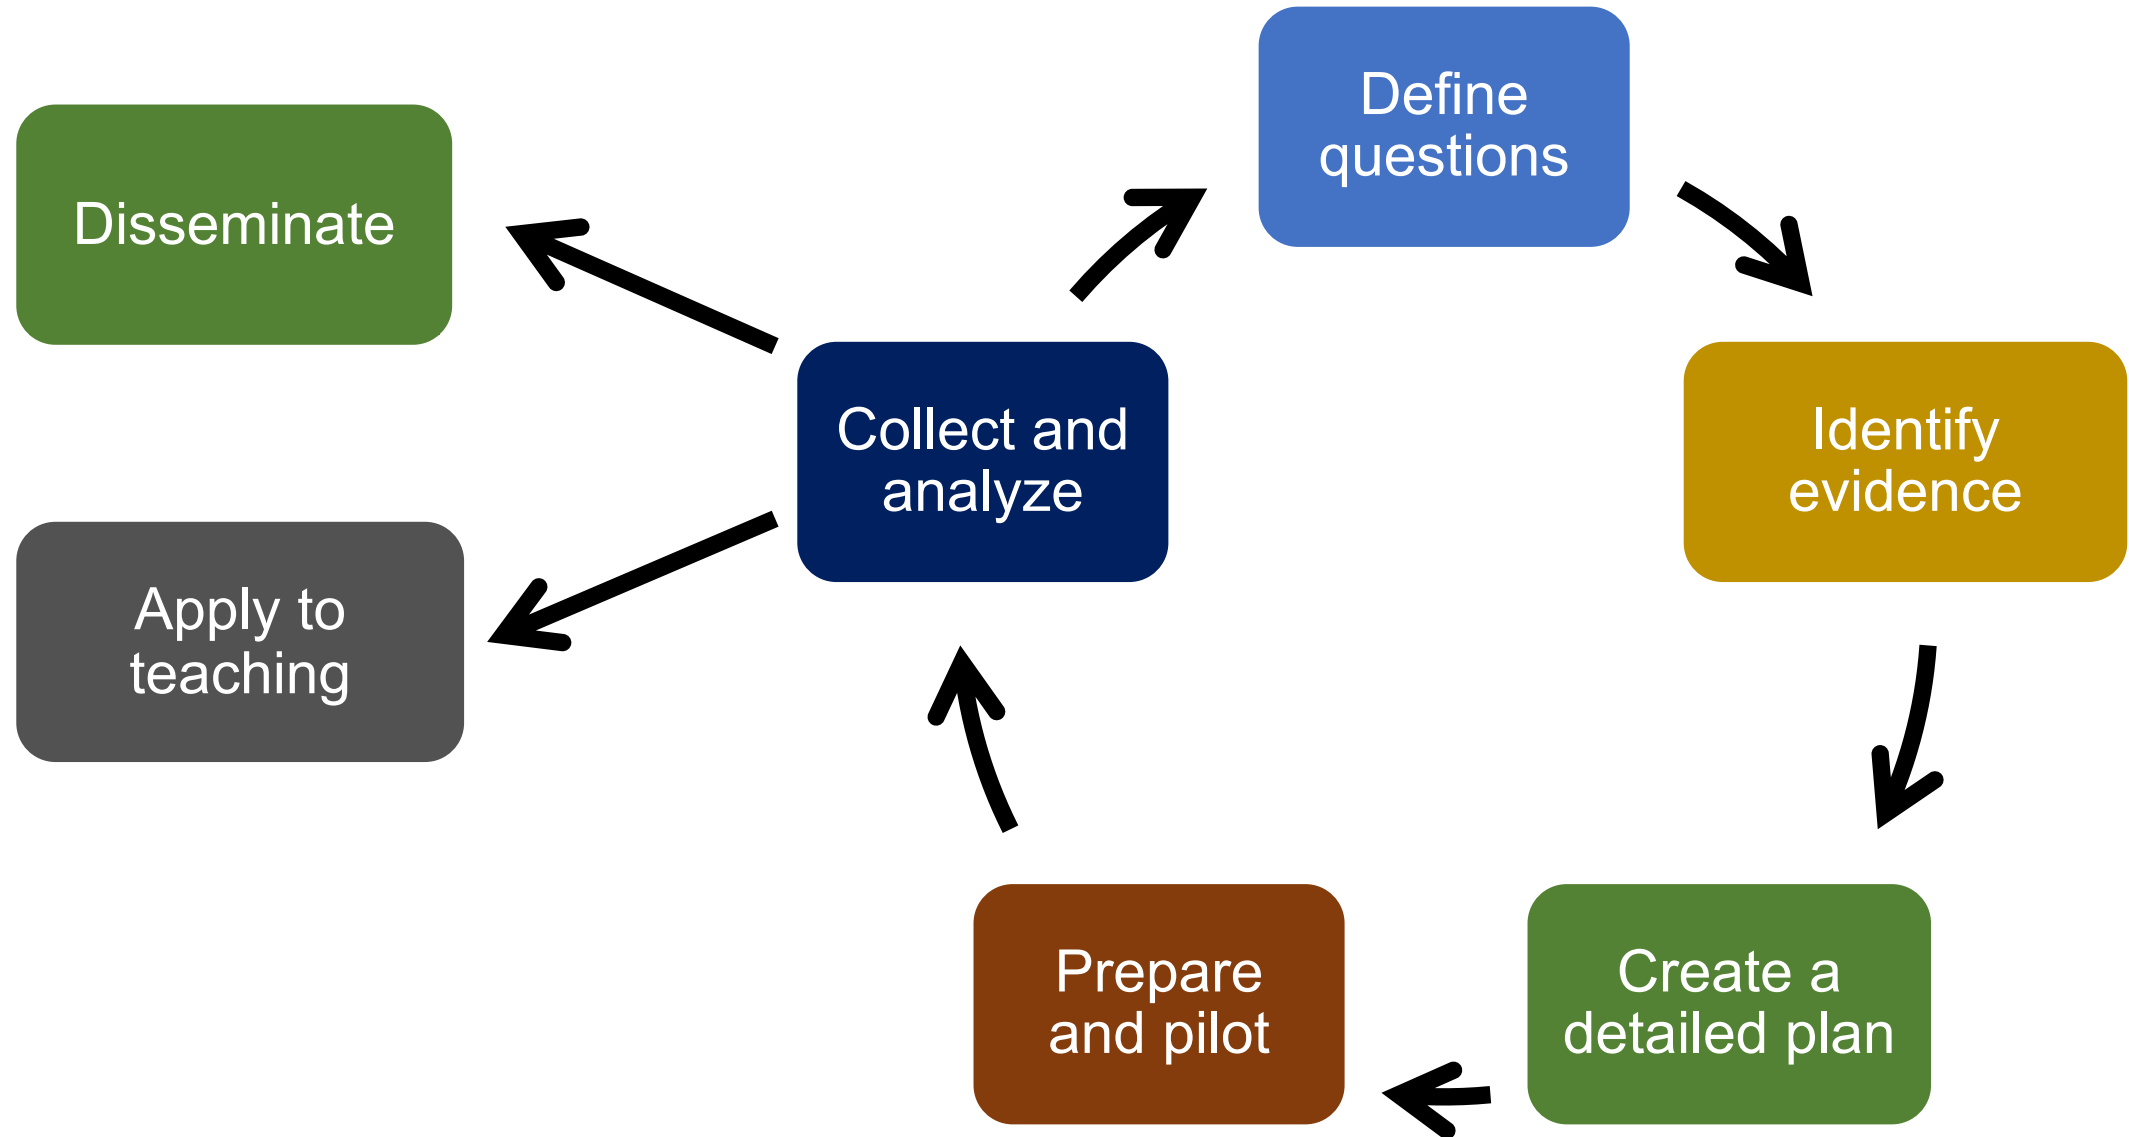 Define
questions
Disseminate
Collect and
analyze
Identify
evidence
Apply to
teaching
Prepare
and pilot
Create a
detailed plan